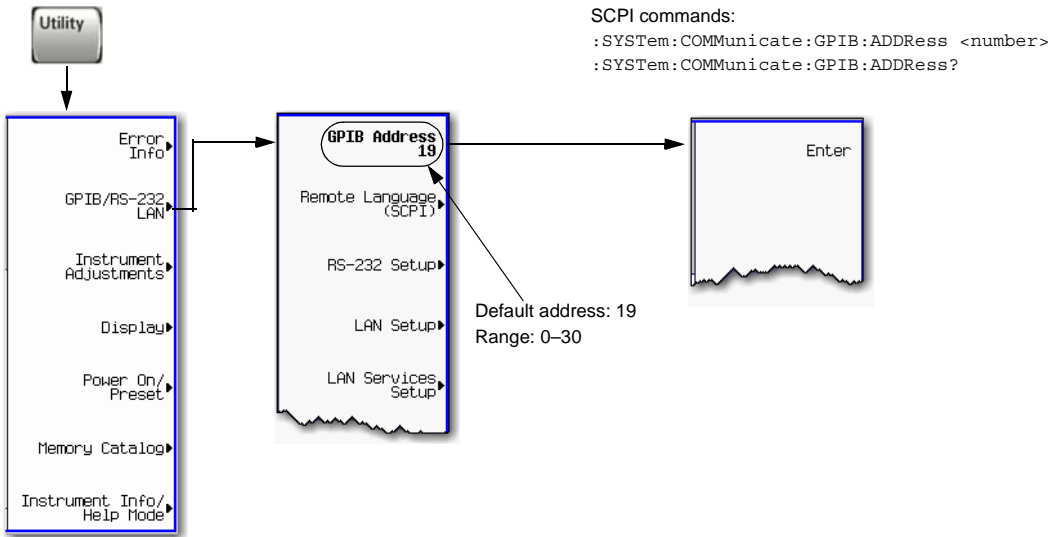 Utility
SCPI commands:
:SYSTem:COMMunicate:GPIB:ADDRess <number>
:SYSTem:COMMunicate:GPIB:ADDRess?
Error
Info
GPIB/RS-232
LAN
Instrument
Adjustments
Display
Power On/
Preset
Memory Catalog
Instrument Info/
Help Mode
GPIB Address
19
Remote Language
(SCPI)
RS-232 Setup
LAN Setup
LAN Services
Setup
Default address: 19
Range: 0–30
Enter